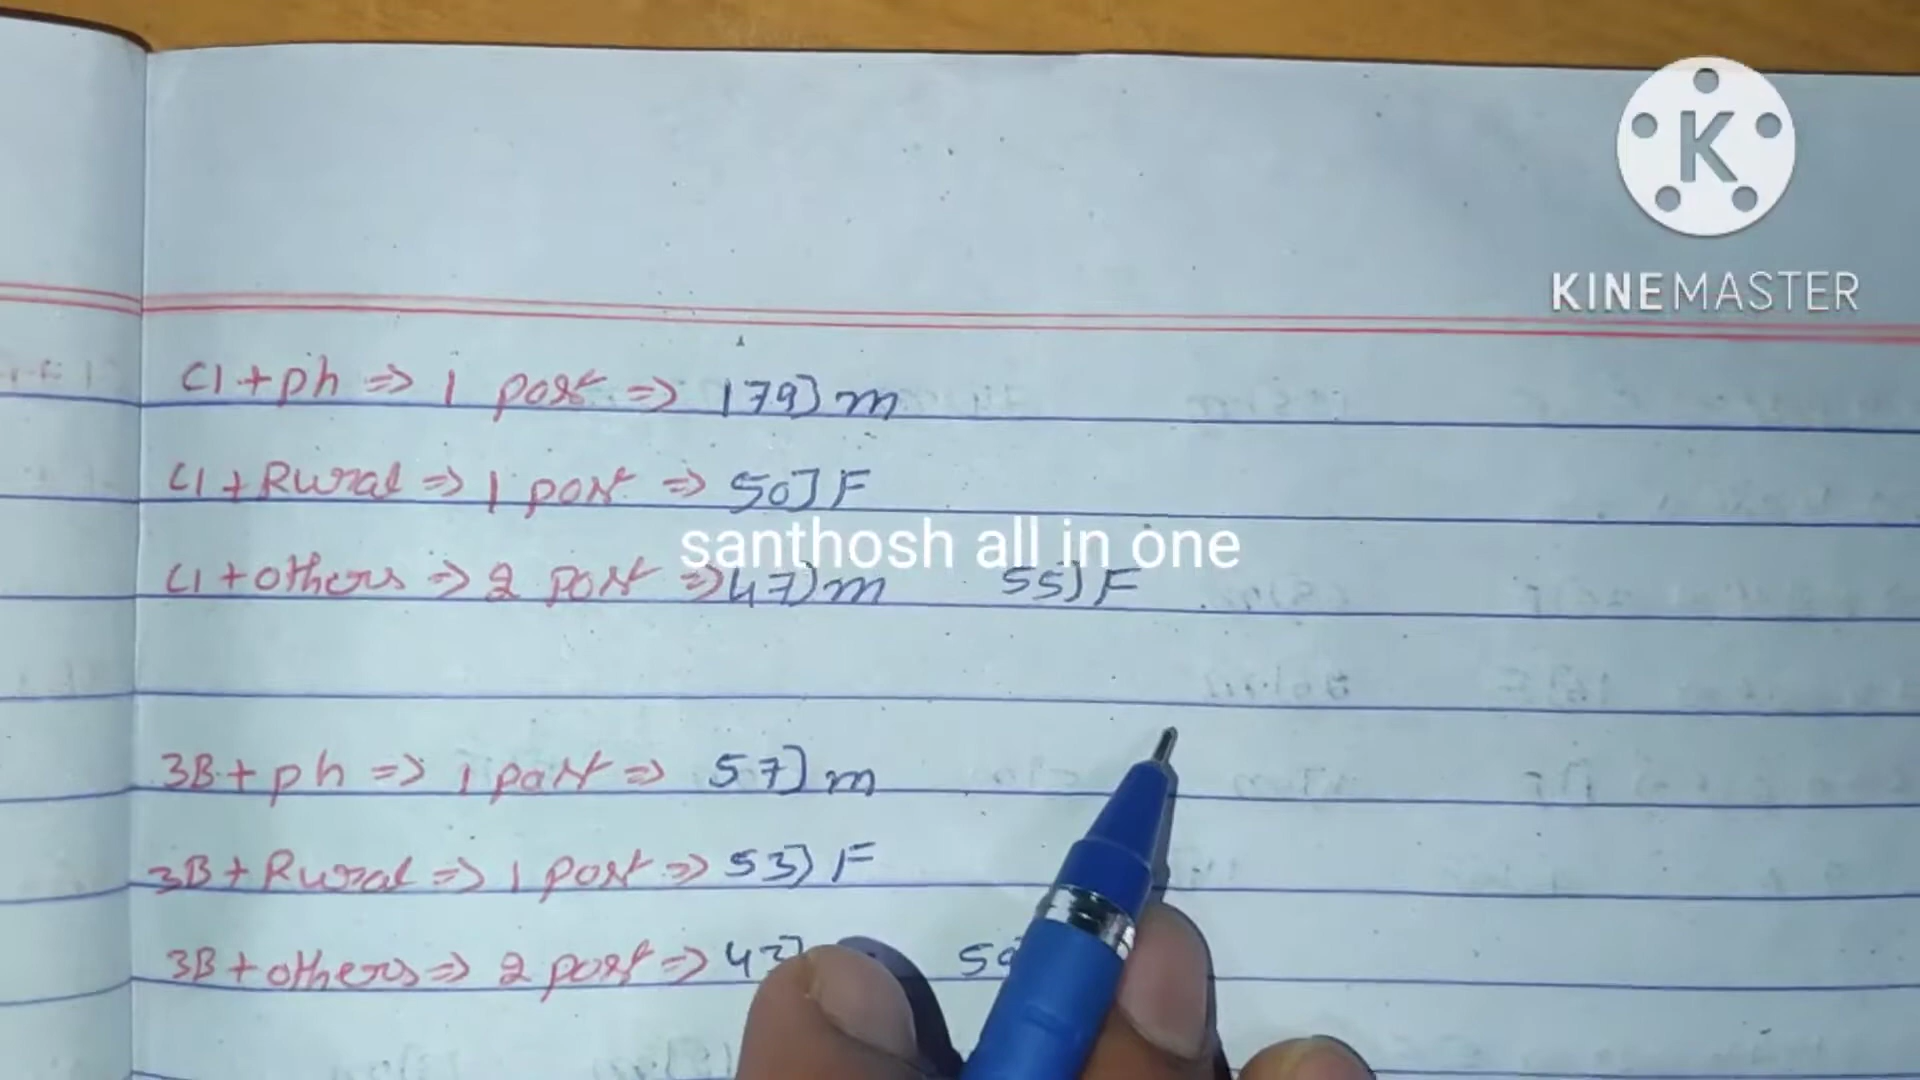 KINEMASTER
C1+ph => 1 post => 179) m
C1+Rural => 1 post => 50] F
santhosh all in one
C1+others => 2 post => 47) m 55) F
3B+ph => 1 post => 57) m
3B+Rural => 1 post => 53) F
3B+others => 2 post =>